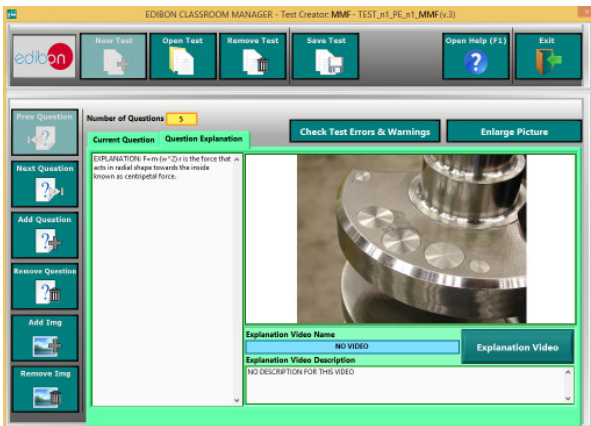 EDIBON CLASSROOM MANAGER - Test Creator: MMF - TEST_n1_PE_n1_MMF(v.3)
edibon
New Test
Open Test
Remove Test
Save Test
Open Help (F1)
Exit
Prev Question
Next Question
Add Question
Remove Question
Add Img
Remove Img
Number of Questions 5
Current Question Question Explanation
Check Test Errors & Warnings
Enlarge Picture
EXPLANATION: F=m·(w^2)·r is the force that
acts in radial shape towards the inside
known as centripetal force.
Explanation Video Name
NO VIDEO
Explanation Video
Explanation Video Description
NO DESCRIPTION FOR THIS VIDEO